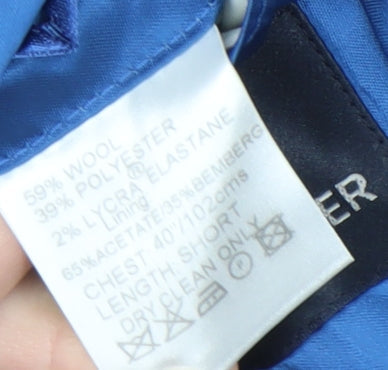 59% WOOL
39% POLYESTER
2% LYCRA® ELASTANE
Lining
65%ACETATE/35%BEMBERG
CHEST: 40"/102cms
LENGTH: SHORT
DRY CLEAN ONLY
P
ER